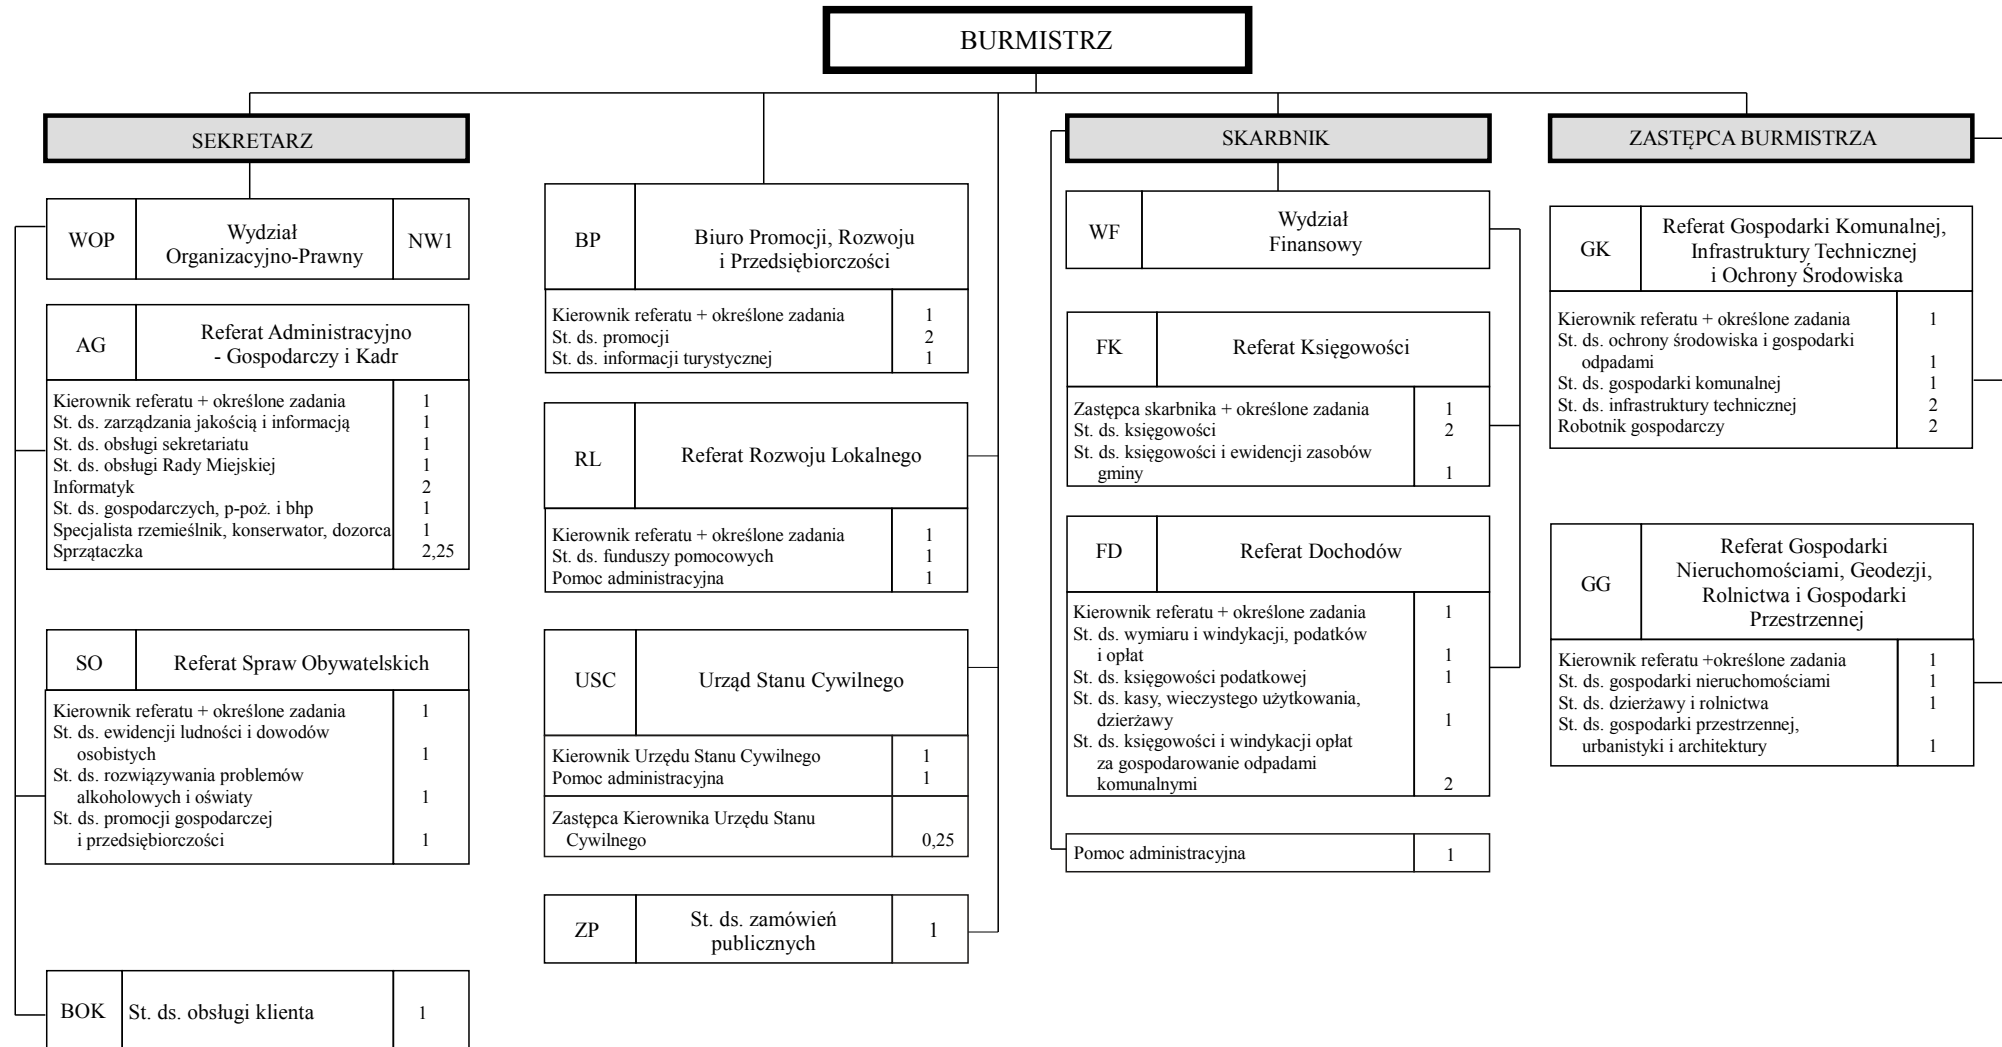 BURMISTRZ
SEKRETARZ
WOP
Wydział
Organizacyjno-Prawny
NW1
AG
Referat Administracyjno
- Gospodarczy i Kadr
Kierownik referatu + określone zadania 1
St. ds. zarządzania jakością i informacją 1
St. ds. obsługi sekretariatu 1
St. ds. obsługi Rady Miejskiej 1
Informatyk 2
St. ds. gospodarczych, p-poż. i bhp 1
Specjalista rzemieślnik, konserwator, dozorca 1
Sprzątaczka 2,25
SO
Referat Spraw Obywatelskich
Kierownik referatu + określone zadania 1
St. ds. ewidencji ludności i dowodów
osobistych 1
St. ds. rozwiązywania problemów
alkoholowych i oświaty 1
St. ds. promocji gospodarczej
i przedsiębiorczości 1
BOK
St. ds. obsługi klienta
1
BP
Biuro Promocji, Rozwoju
i Przedsiębiorczości
Kierownik referatu + określone zadania 1
St. ds. promocji 2
St. ds. informacji turystycznej 1
RL
Referat Rozwoju Lokalnego
Kierownik referatu + określone zadania 1
St. ds. funduszy pomocowych 1
Pomoc administracyjna 1
USC
Urząd Stanu Cywilnego
Kierownik Urzędu Stanu Cywilnego 1
Pomoc administracyjna 1
Zastępca Kierownika Urzędu Stanu
Cywilnego 0,25
ZP
St. ds. zamówień
publicznych
1
SKARBNIK
WF
Wydział
Finansowy
FK
Referat Księgowości
Zastępca skarbnika + określone zadania 1
St. ds. księgowości 2
St. ds. księgowości i ewidencji zasobów
gminy 1
FD
Referat Dochodów
Kierownik referatu + określone zadania 1
St. ds. wymiaru i windykacji, podatków
i opłat 1
St. ds. księgowości podatkowej 1
St. ds. kasy, wieczystego użytkowania,
dzierżawy 1
St. ds. księgowości i windykacji opłat
za gospodarowanie odpadami
komunalnymi 2
Pomoc administracyjna 1
ZASTĘPCA BURMISTRZA
GK
Referat Gospodarki Komunalnej,
Infrastruktury Technicznej
i Ochrony Środowiska
Kierownik referatu + określone zadania 1
St. ds. ochrony środowiska i gospodarki
odpadami 1
St. ds. gospodarki komunalnej 1
St. ds. infrastruktury technicznej 2
Robotnik gospodarczy 2
GG
Referat Gospodarki
Nieruchomościami, Geodezji,
Rolnictwa i Gospodarki
Przestrzennej
Kierownik referatu +określone zadania 1
St. ds. gospodarki nieruchomościami 1
St. ds. dzierżawy i rolnictwa 1
St. ds. gospodarki przestrzennej,
urbanistyki i architektury 1